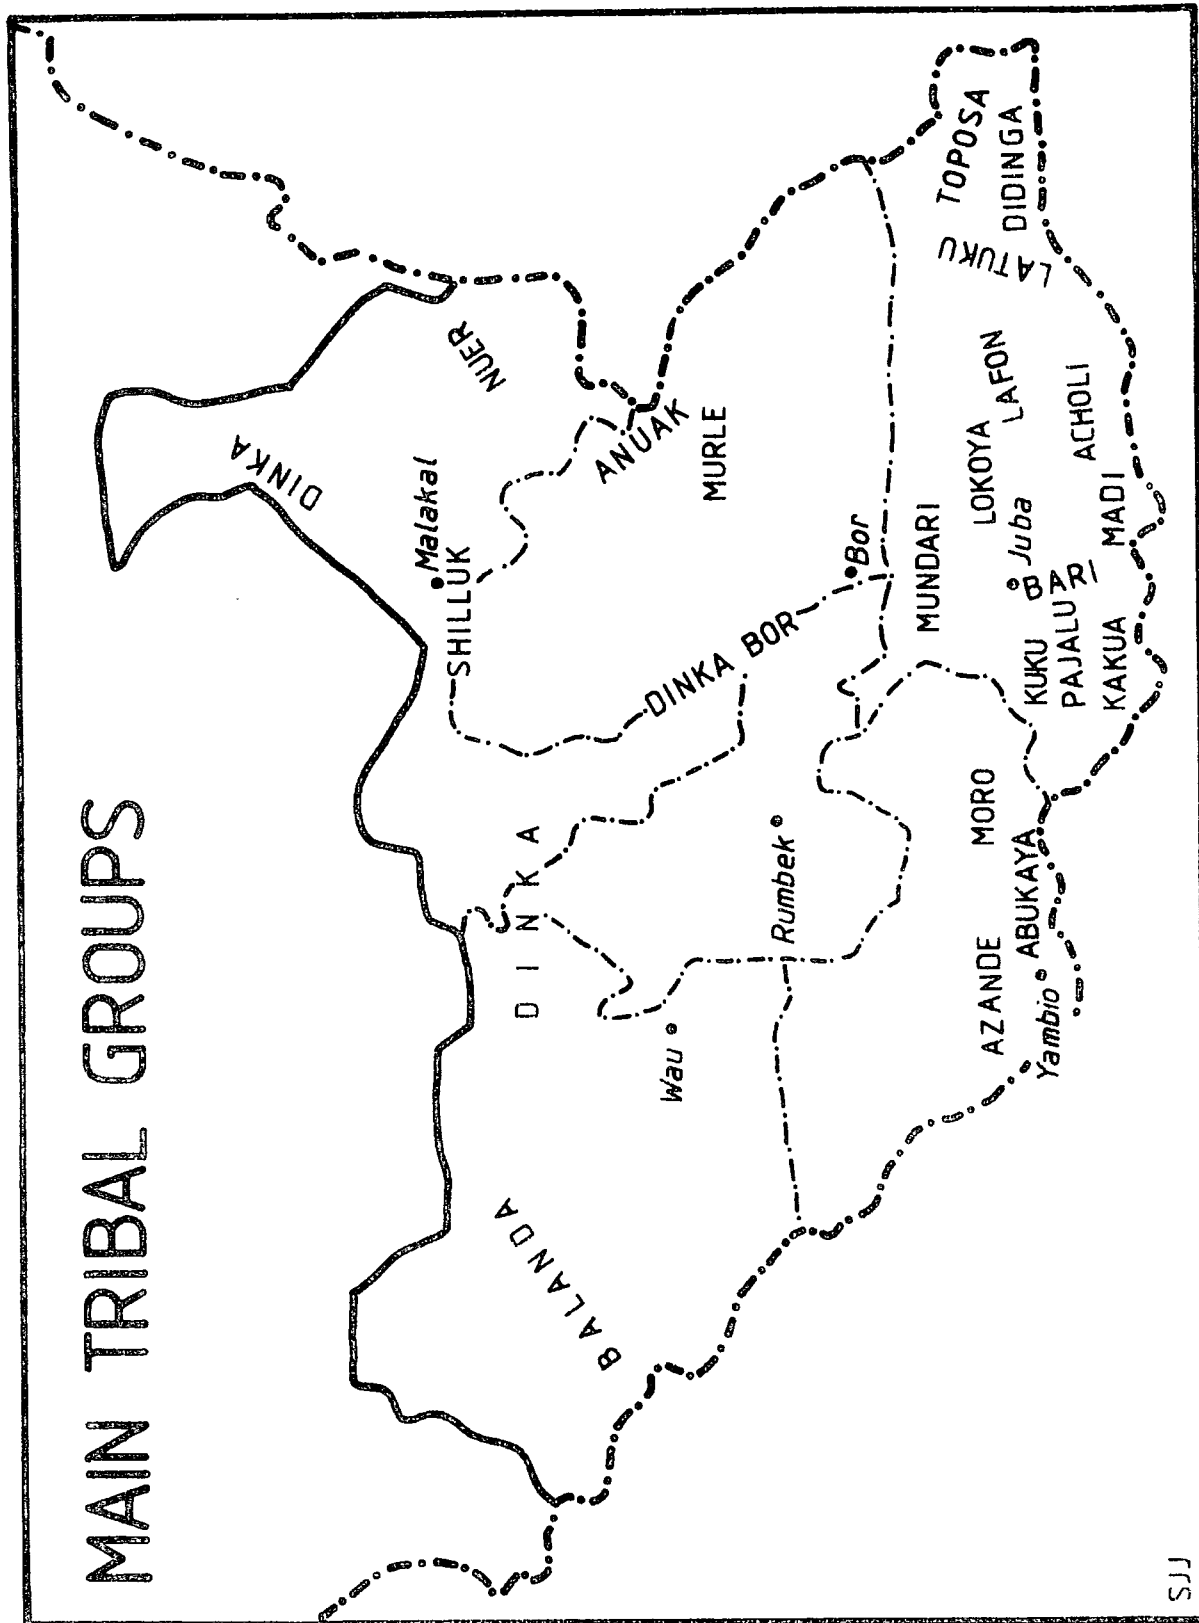 MAIN TRIBAL GROUPS
DINKA
NUER
Malakal
SHILLUK
DINKA
ANUAK
MURLE
BALANDA
Wau
DINKA BOR
Rumbek
Bor
MUNDARI
TOPOSA
DIDINGA
LATUKU
LAFON
LOKOYA
ACHOLI
Juba
BARI
MADI
KUKU
PAJALU
KAKUA
MORO
AZANDE
ABUKAYA
Yambio
SJJ